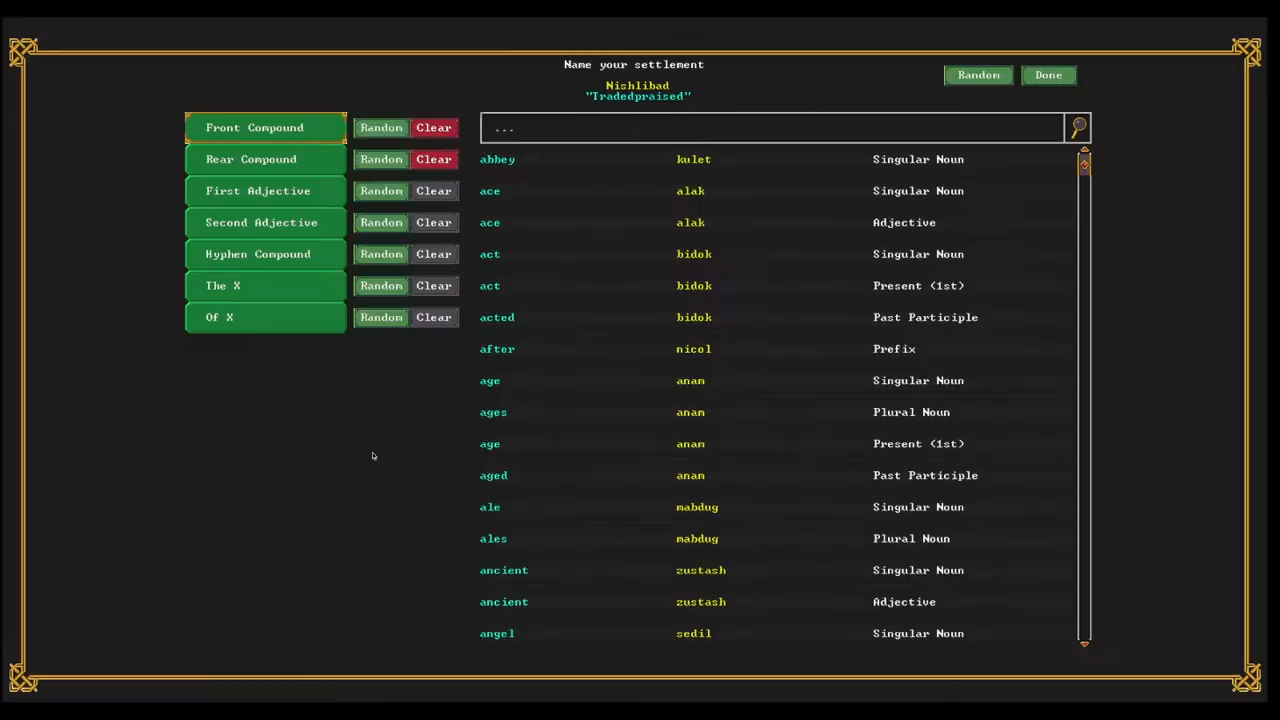 Name your settlement
Nishlibad
"Tradedpraised"
Random Done
Front Compound Random Clear ...
Rear Compound Random Clear abbey kulet Singular Noun
First Adjective Random Clear ace alak Singular Noun
Second Adjective Random Clear ace alak Adjective
Hyphen Compound Random Clear act bidok Singular Noun
The X Random Clear act bidok Present (1st)
Of X Random Clear acted bidok Past Participle
after nicol Prefix
age anam Singular Noun
ages anam Plural Noun
age anam Present (1st)
aged anam Past Participle
ale mabdug Singular Noun
ales mabdug Plural Noun
ancient zustash Singular Noun
ancient zustash Adjective
angel sedil Singular Noun